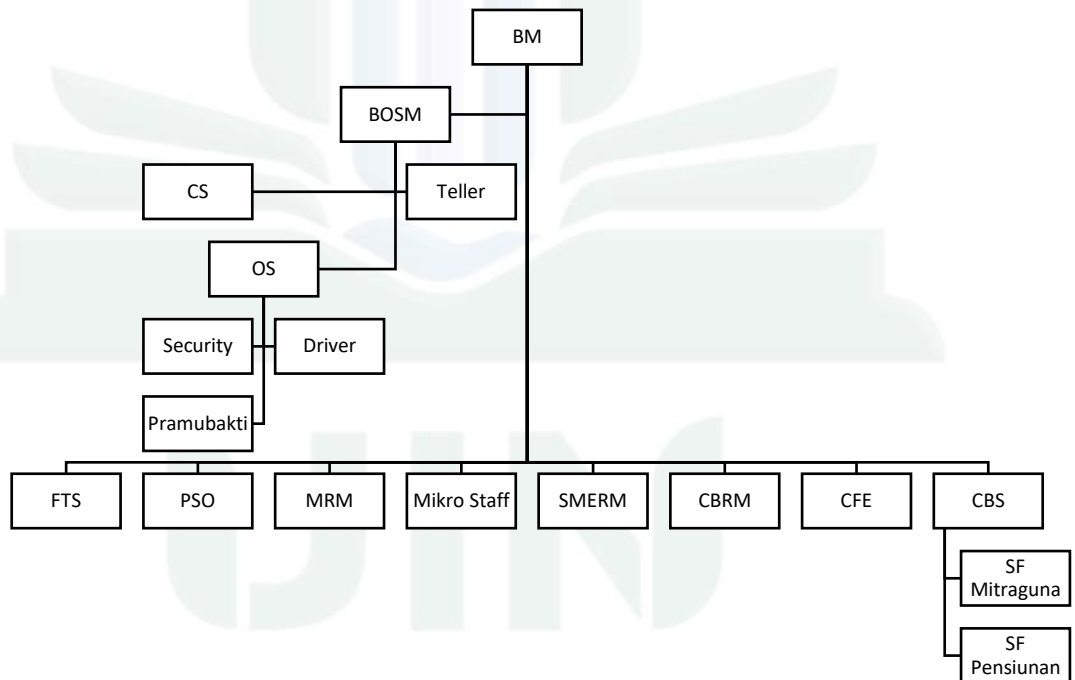 BM
BOSM
CS
Teller
OS
Security
Driver
Pramubakti
FTS
PSO
MRM
Mikro Staff
SMERM
CBRM
CFE
CBS
SF
Mitraguna
SF
Pensiunan
UIN